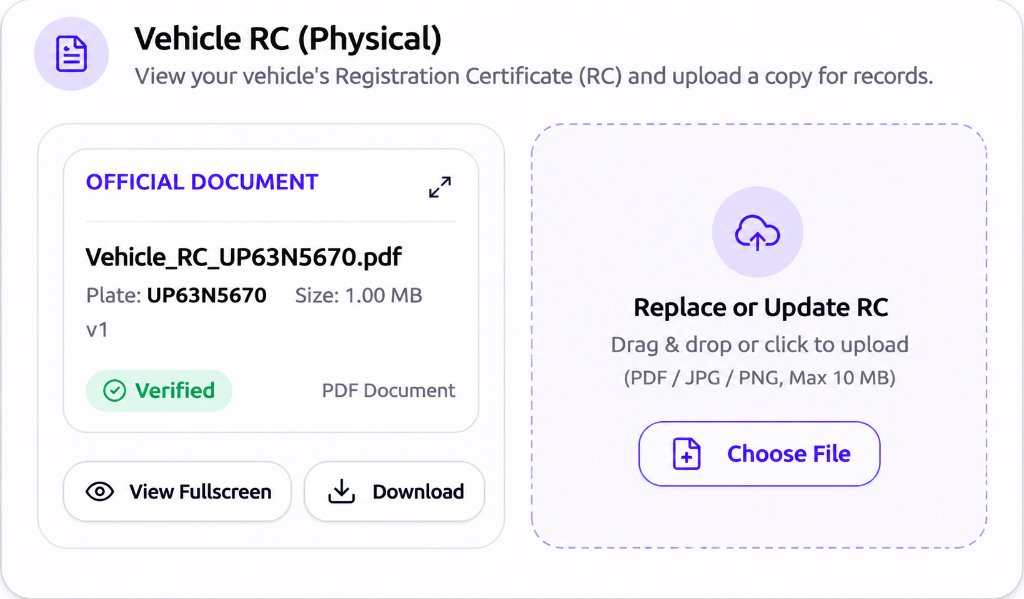 Vehicle RC (Physical)
View your vehicle's Registration Certificate (RC) and upload a copy for records.
OFFICIAL DOCUMENT
Vehicle_RC_UP63N5670.pdf
Plate: UP63N5670 Size: 1.00 MB
v1
Verified PDF Document
View Fullscreen Download
Replace or Update RC
Drag & drop or click to upload
(PDF / JPG / PNG, Max 10 MB)
Choose File